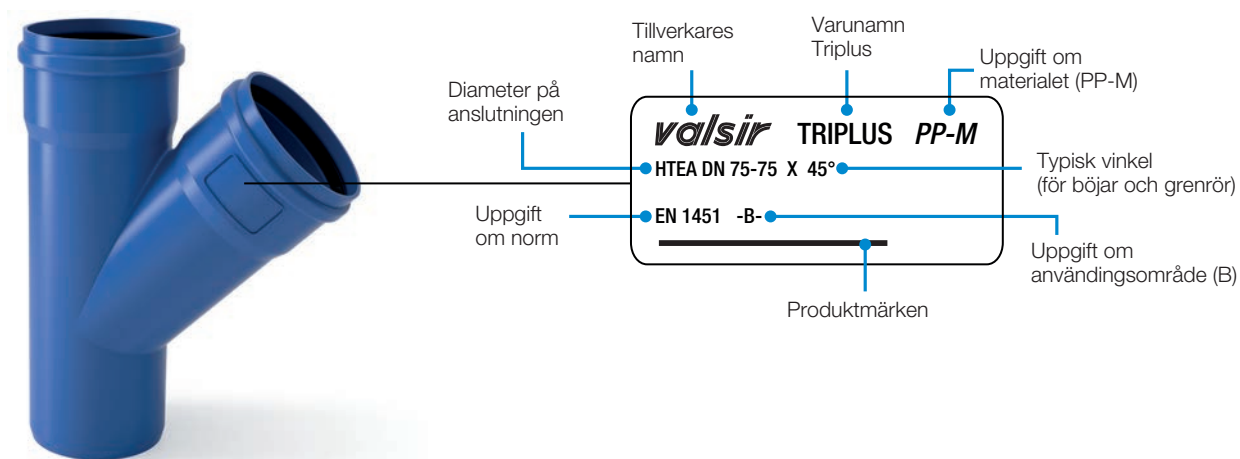 Tillverkares
namn
Varunamn
Triplus
Uppgift om
materialet (PP-M)
Diameter på
anslutningen
valsir TRIPLUS PP-M
HTEA DN 75-75 X 45°
Typisk vinkel
(för böjar och grenrör)
Uppgift
om norm
EN 1451 -B-
Uppgift om
användingsområde (B)
Produktmärken